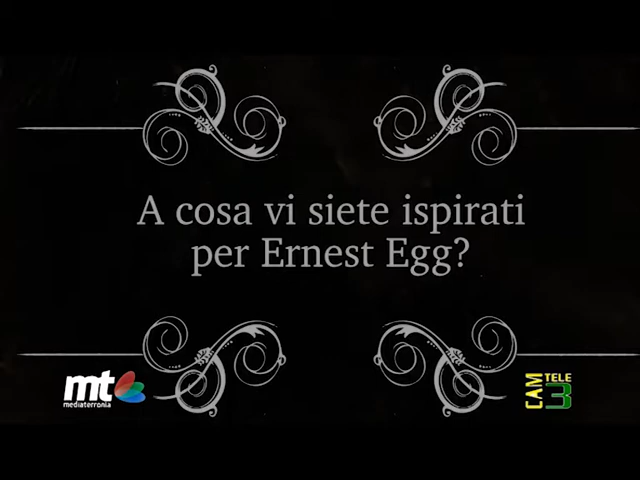 A cosa vi siete ispirati
per Ernest Egg?
mt
mediaterronia
CAM
TELE
3